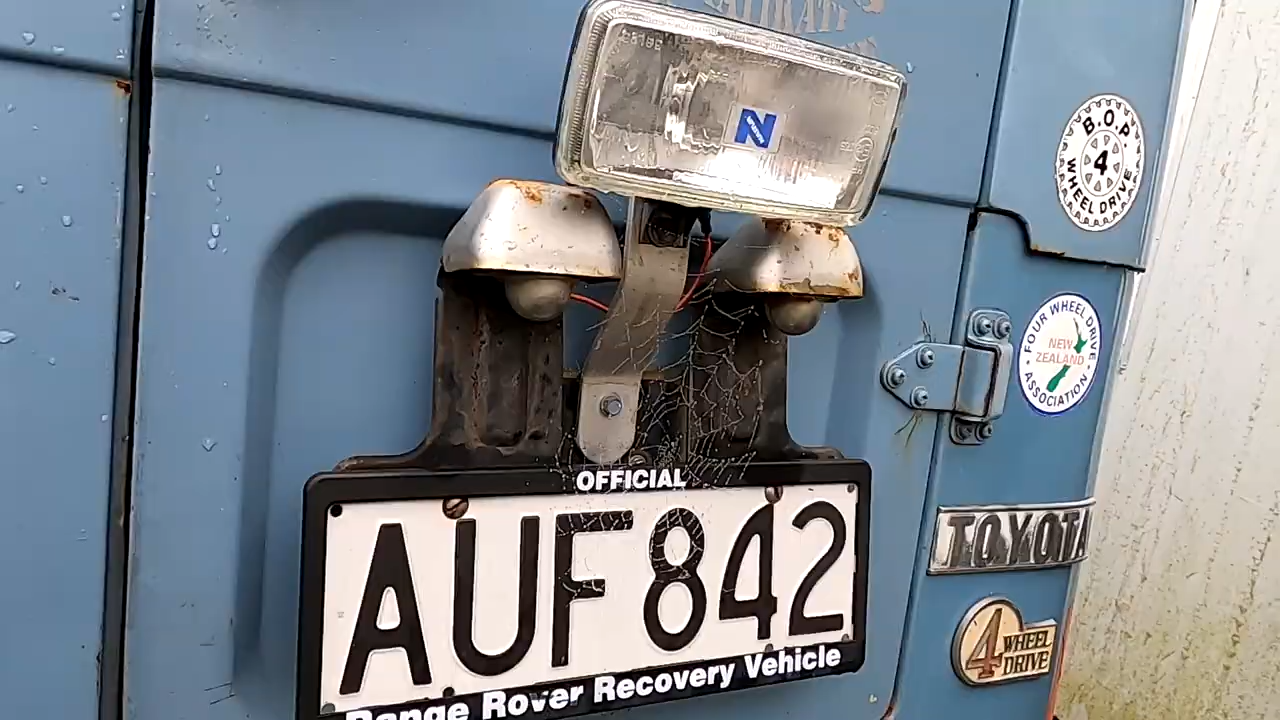 N
B.O.P.
4
WHEEL DRIVE
FOUR WHEEL DRIVE
NEW
ZEALAND
ASSOCIATION
OFFICIAL
AUF842
Range Rover Recovery Vehicle
TOYOTA
4 WHEEL
DRIVE